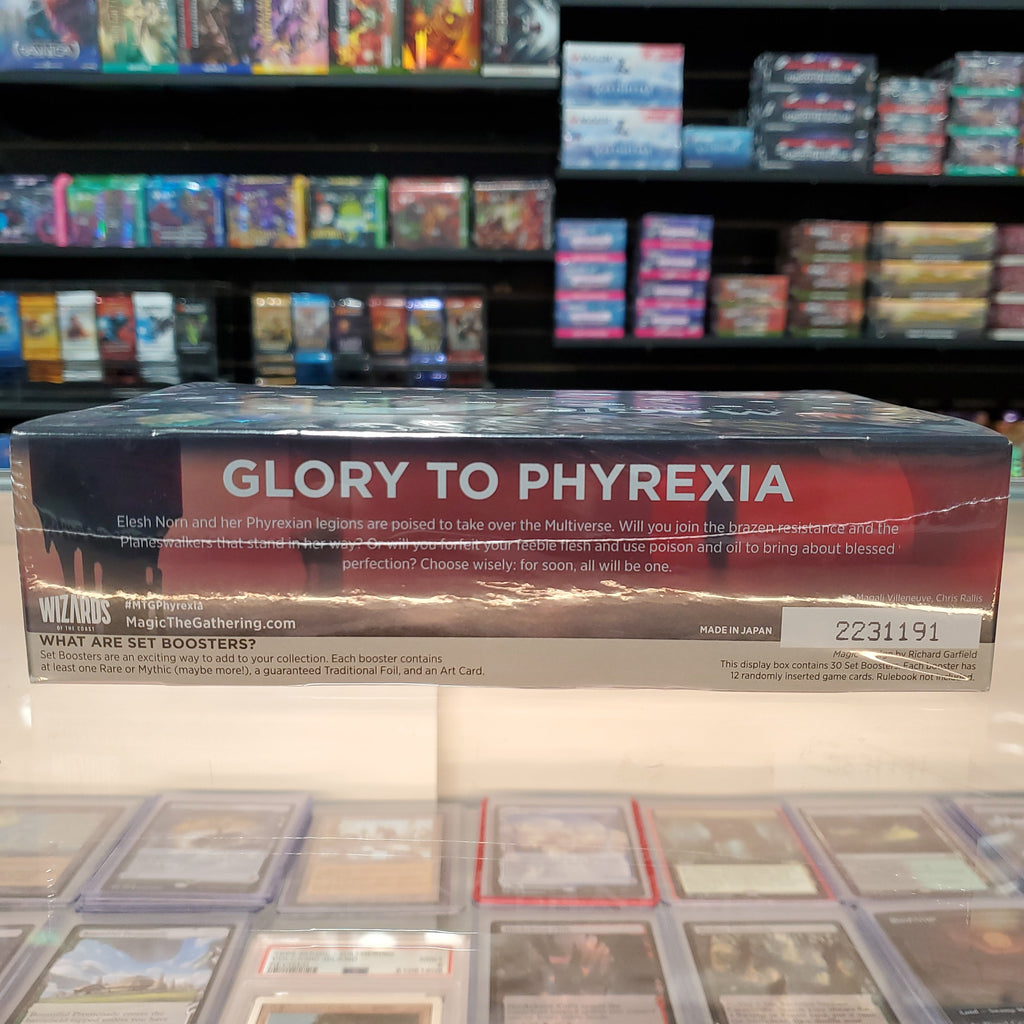 GLORY TO PHYREXIA
Elesh Norn and her Phyrexian legions are poised to take over the Multiverse. Will you join the brazen resistance and the
Planeswalkers that stand in her way? Or will you forfeit your feeble flesh and use poison and oil to bring about blessed
perfection? Choose wisely: for soon, all will be one.
Magali Villeneuve, Chris Rallis
WIZARDS
OF THE COAST
#MTGPhyrexia
MagicTheGathering.com
MADE IN JAPAN
2231191
WHAT ARE SET BOOSTERS?
Set Boosters are an exciting way to add to your collection. Each booster contains
at least one Rare or Mythic (maybe more!), a guaranteed Traditional Foil, and an Art Card.
Magic by Richard Garfield
This display box contains 30 Set Boosters. Each booster has
12 randomly inserted game cards. Rulebook not included.